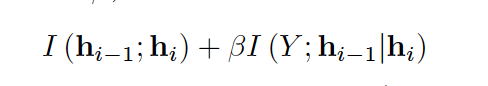 I (h_{i−1}; h_i) + βI (Y; h_{i−1}|h_i)